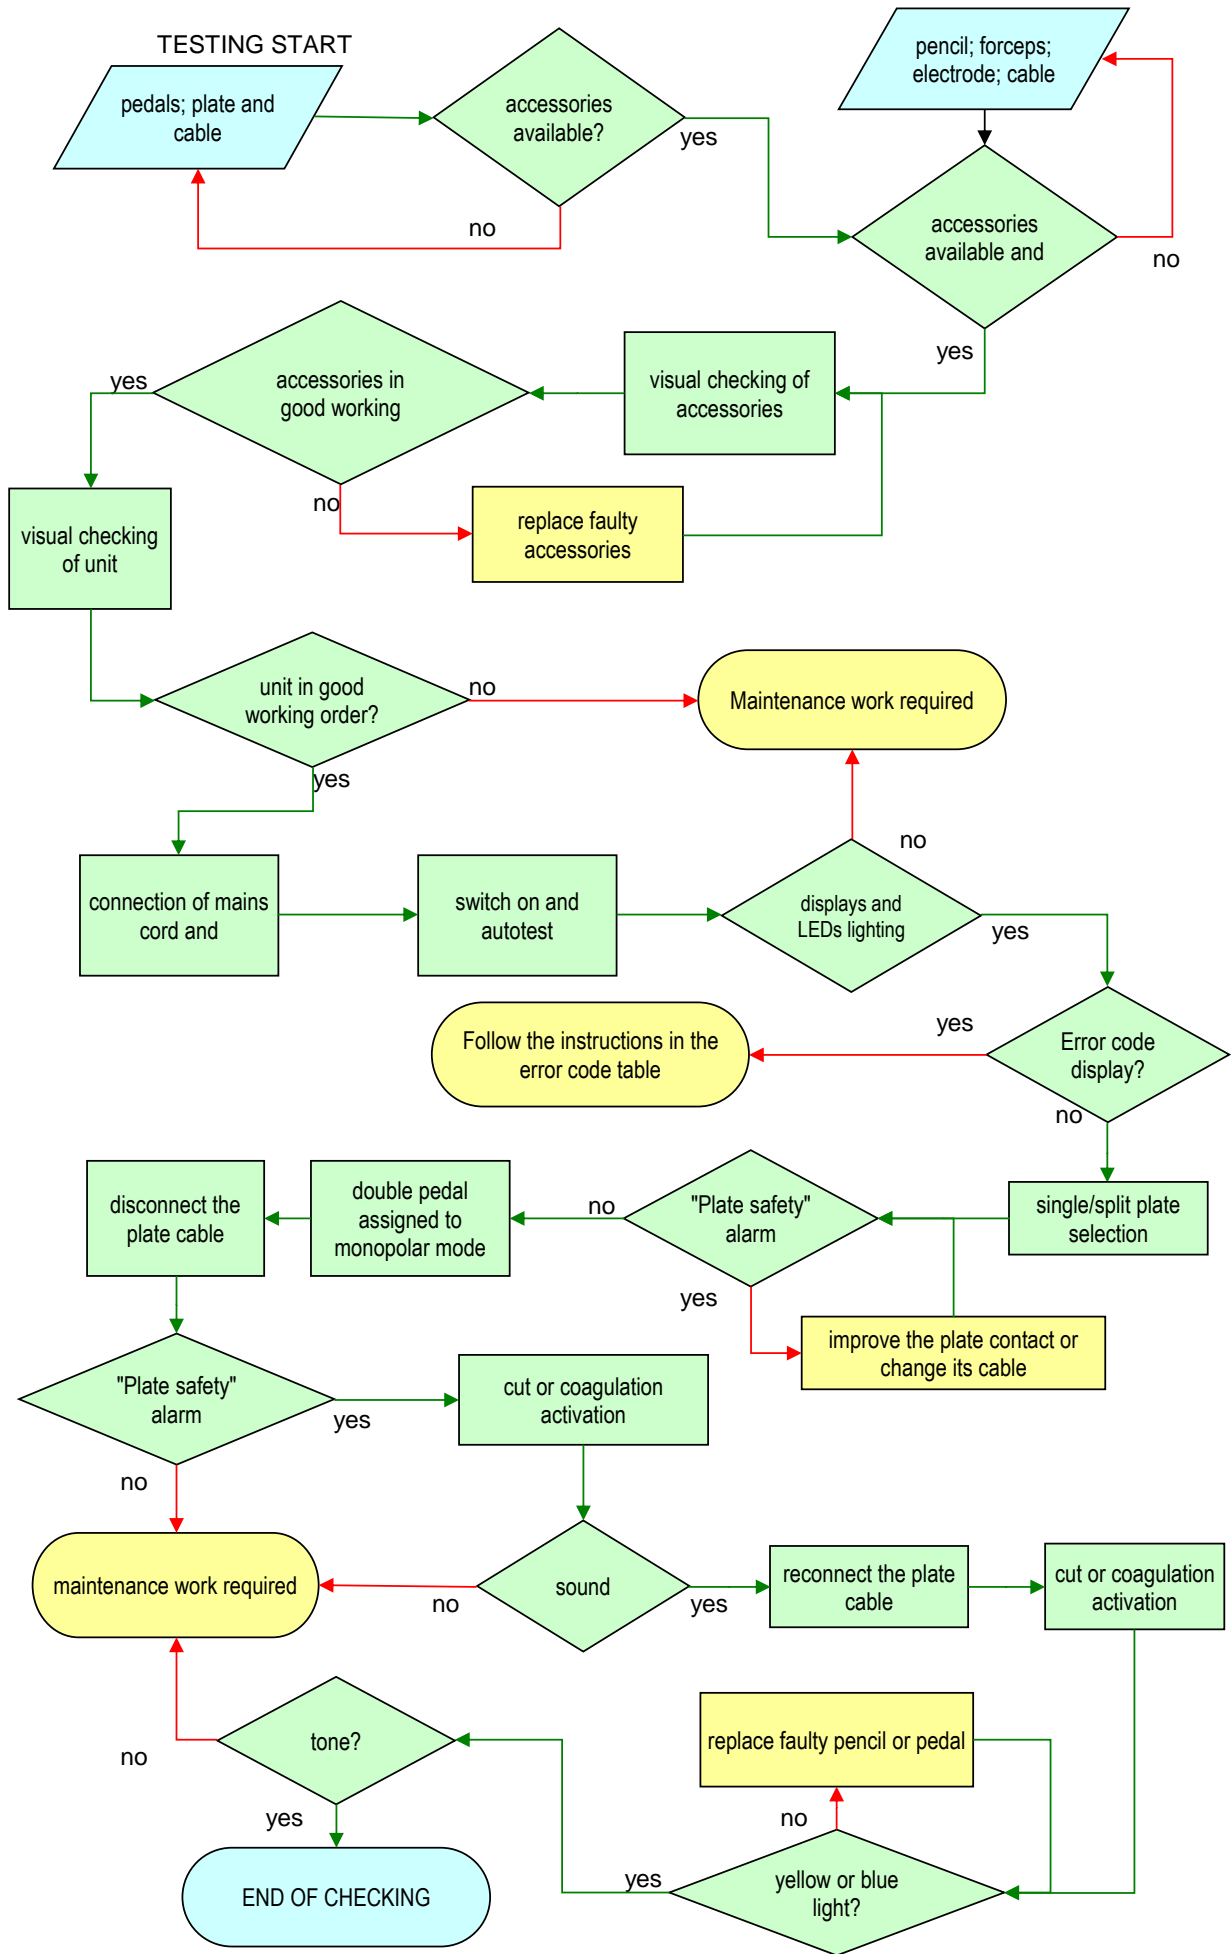 TESTING START
pedals; plate and
cable
accessories
available?
yes
no
pencil; forceps;
electrode; cable
accessories
available and
no
yes
visual checking of
accessories
accessories in
good working
yes
no
replace faulty
accessories
visual checking
of unit
unit in good
working order?
no
yes
Maintenance work required
connection of mains
cord and
switch on and
autotest
displays and
LEDs lighting
no
yes
Error code
display?
yes
no
Follow the instructions in the
error code table
single/split plate
selection
"Plate safety"
alarm
no
yes
improve the plate contact or
change its cable
double pedal
assigned to
monopolar mode
disconnect the
plate cable
"Plate safety"
alarm
yes
no
cut or coagulation
activation
sound
no
yes
maintenance work required
reconnect the plate
cable
cut or coagulation
activation
yellow or blue
light?
no
yes
replace faulty pencil or pedal
tone?
no
yes
END OF CHECKING